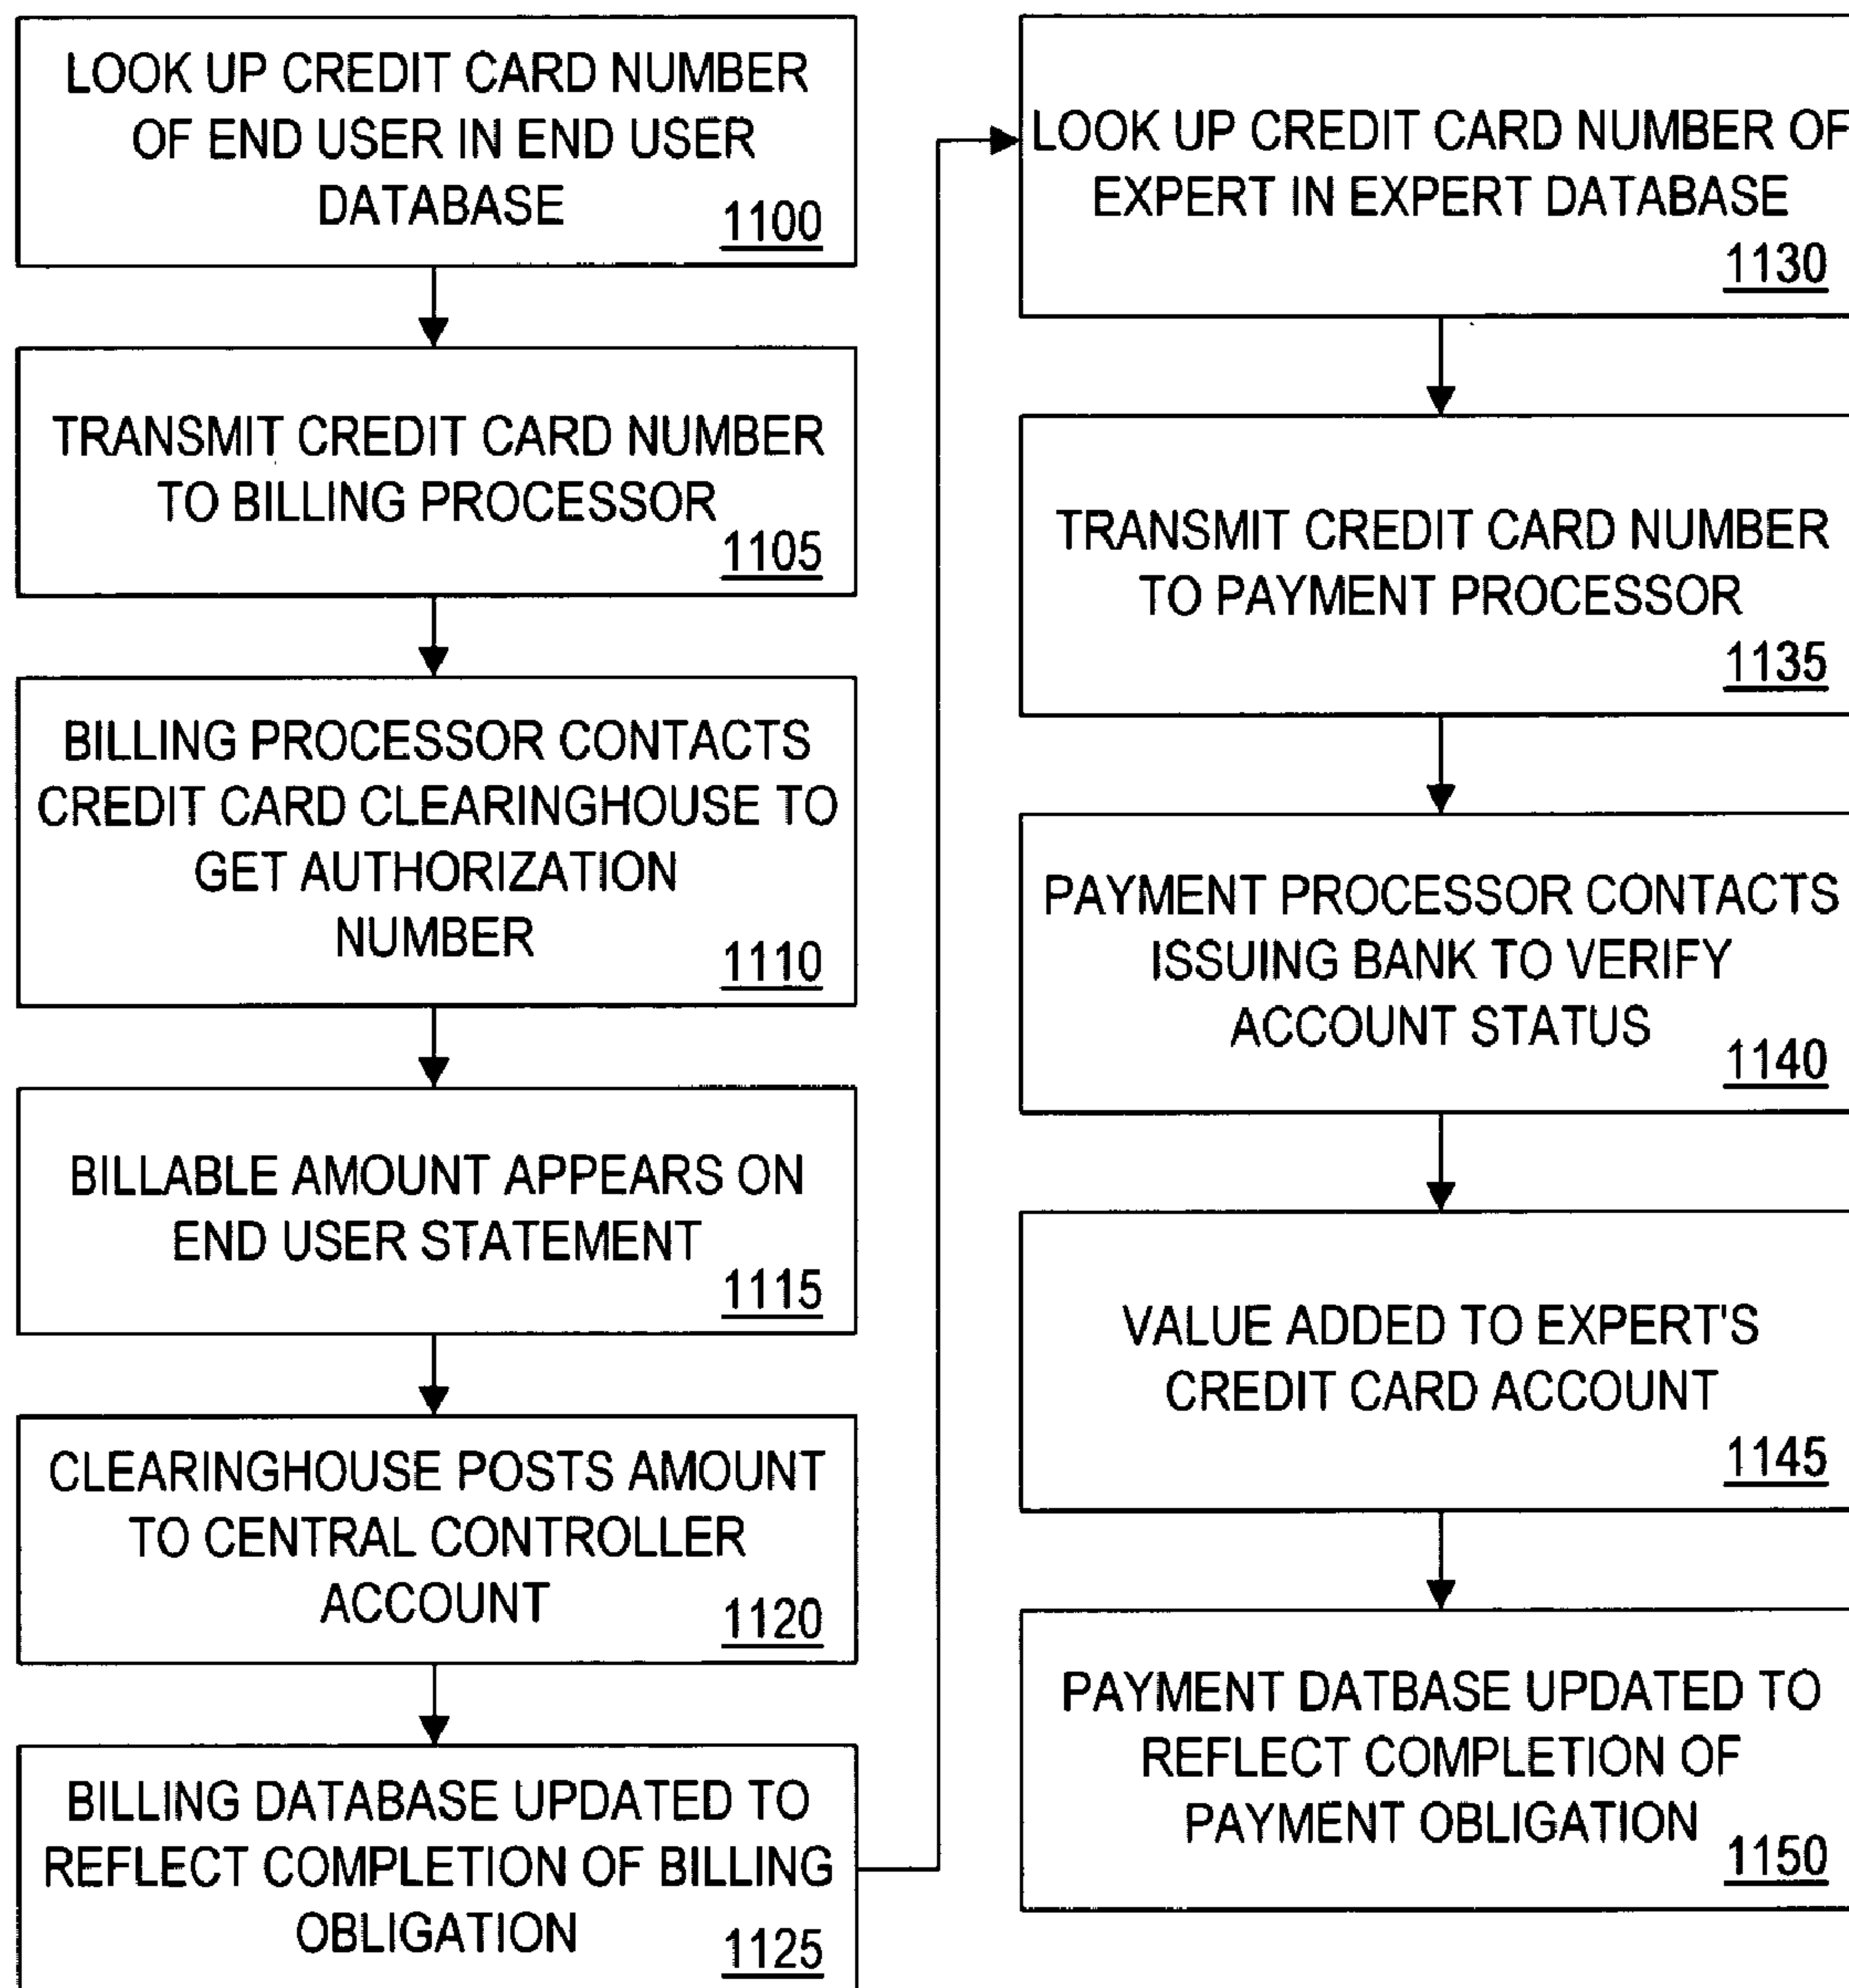 LOOK UP CREDIT CARD NUMBER
OF END USER IN END USER
DATABASE
1100
TRANSMIT CREDIT CARD NUMBER
TO BILLING PROCESSOR
1105
BILLING PROCESSOR CONTACTS
CREDIT CARD CLEARINGHOUSE TO
GET AUTHORIZATION
NUMBER
1110
BILLABLE AMOUNT APPEARS ON
END USER STATEMENT
1115
CLEARINGHOUSE POSTS AMOUNT
TO CENTRAL CONTROLLER
ACCOUNT
1120
BILLING DATABASE UPDATED TO
REFLECT COMPLETION OF BILLING
OBLIGATION
1125
LOOK UP CREDIT CARD NUMBER OF
EXPERT IN EXPERT DATABASE
1130
TRANSMIT CREDIT CARD NUMBER
TO PAYMENT PROCESSOR
1135
PAYMENT PROCESSOR CONTACTS
ISSUING BANK TO VERIFY
ACCOUNT STATUS
1140
VALUE ADDED TO EXPERT'S
CREDIT CARD ACCOUNT
1145
PAYMENT DATBASE UPDATED TO
REFLECT COMPLETION OF
PAYMENT OBLIGATION
1150